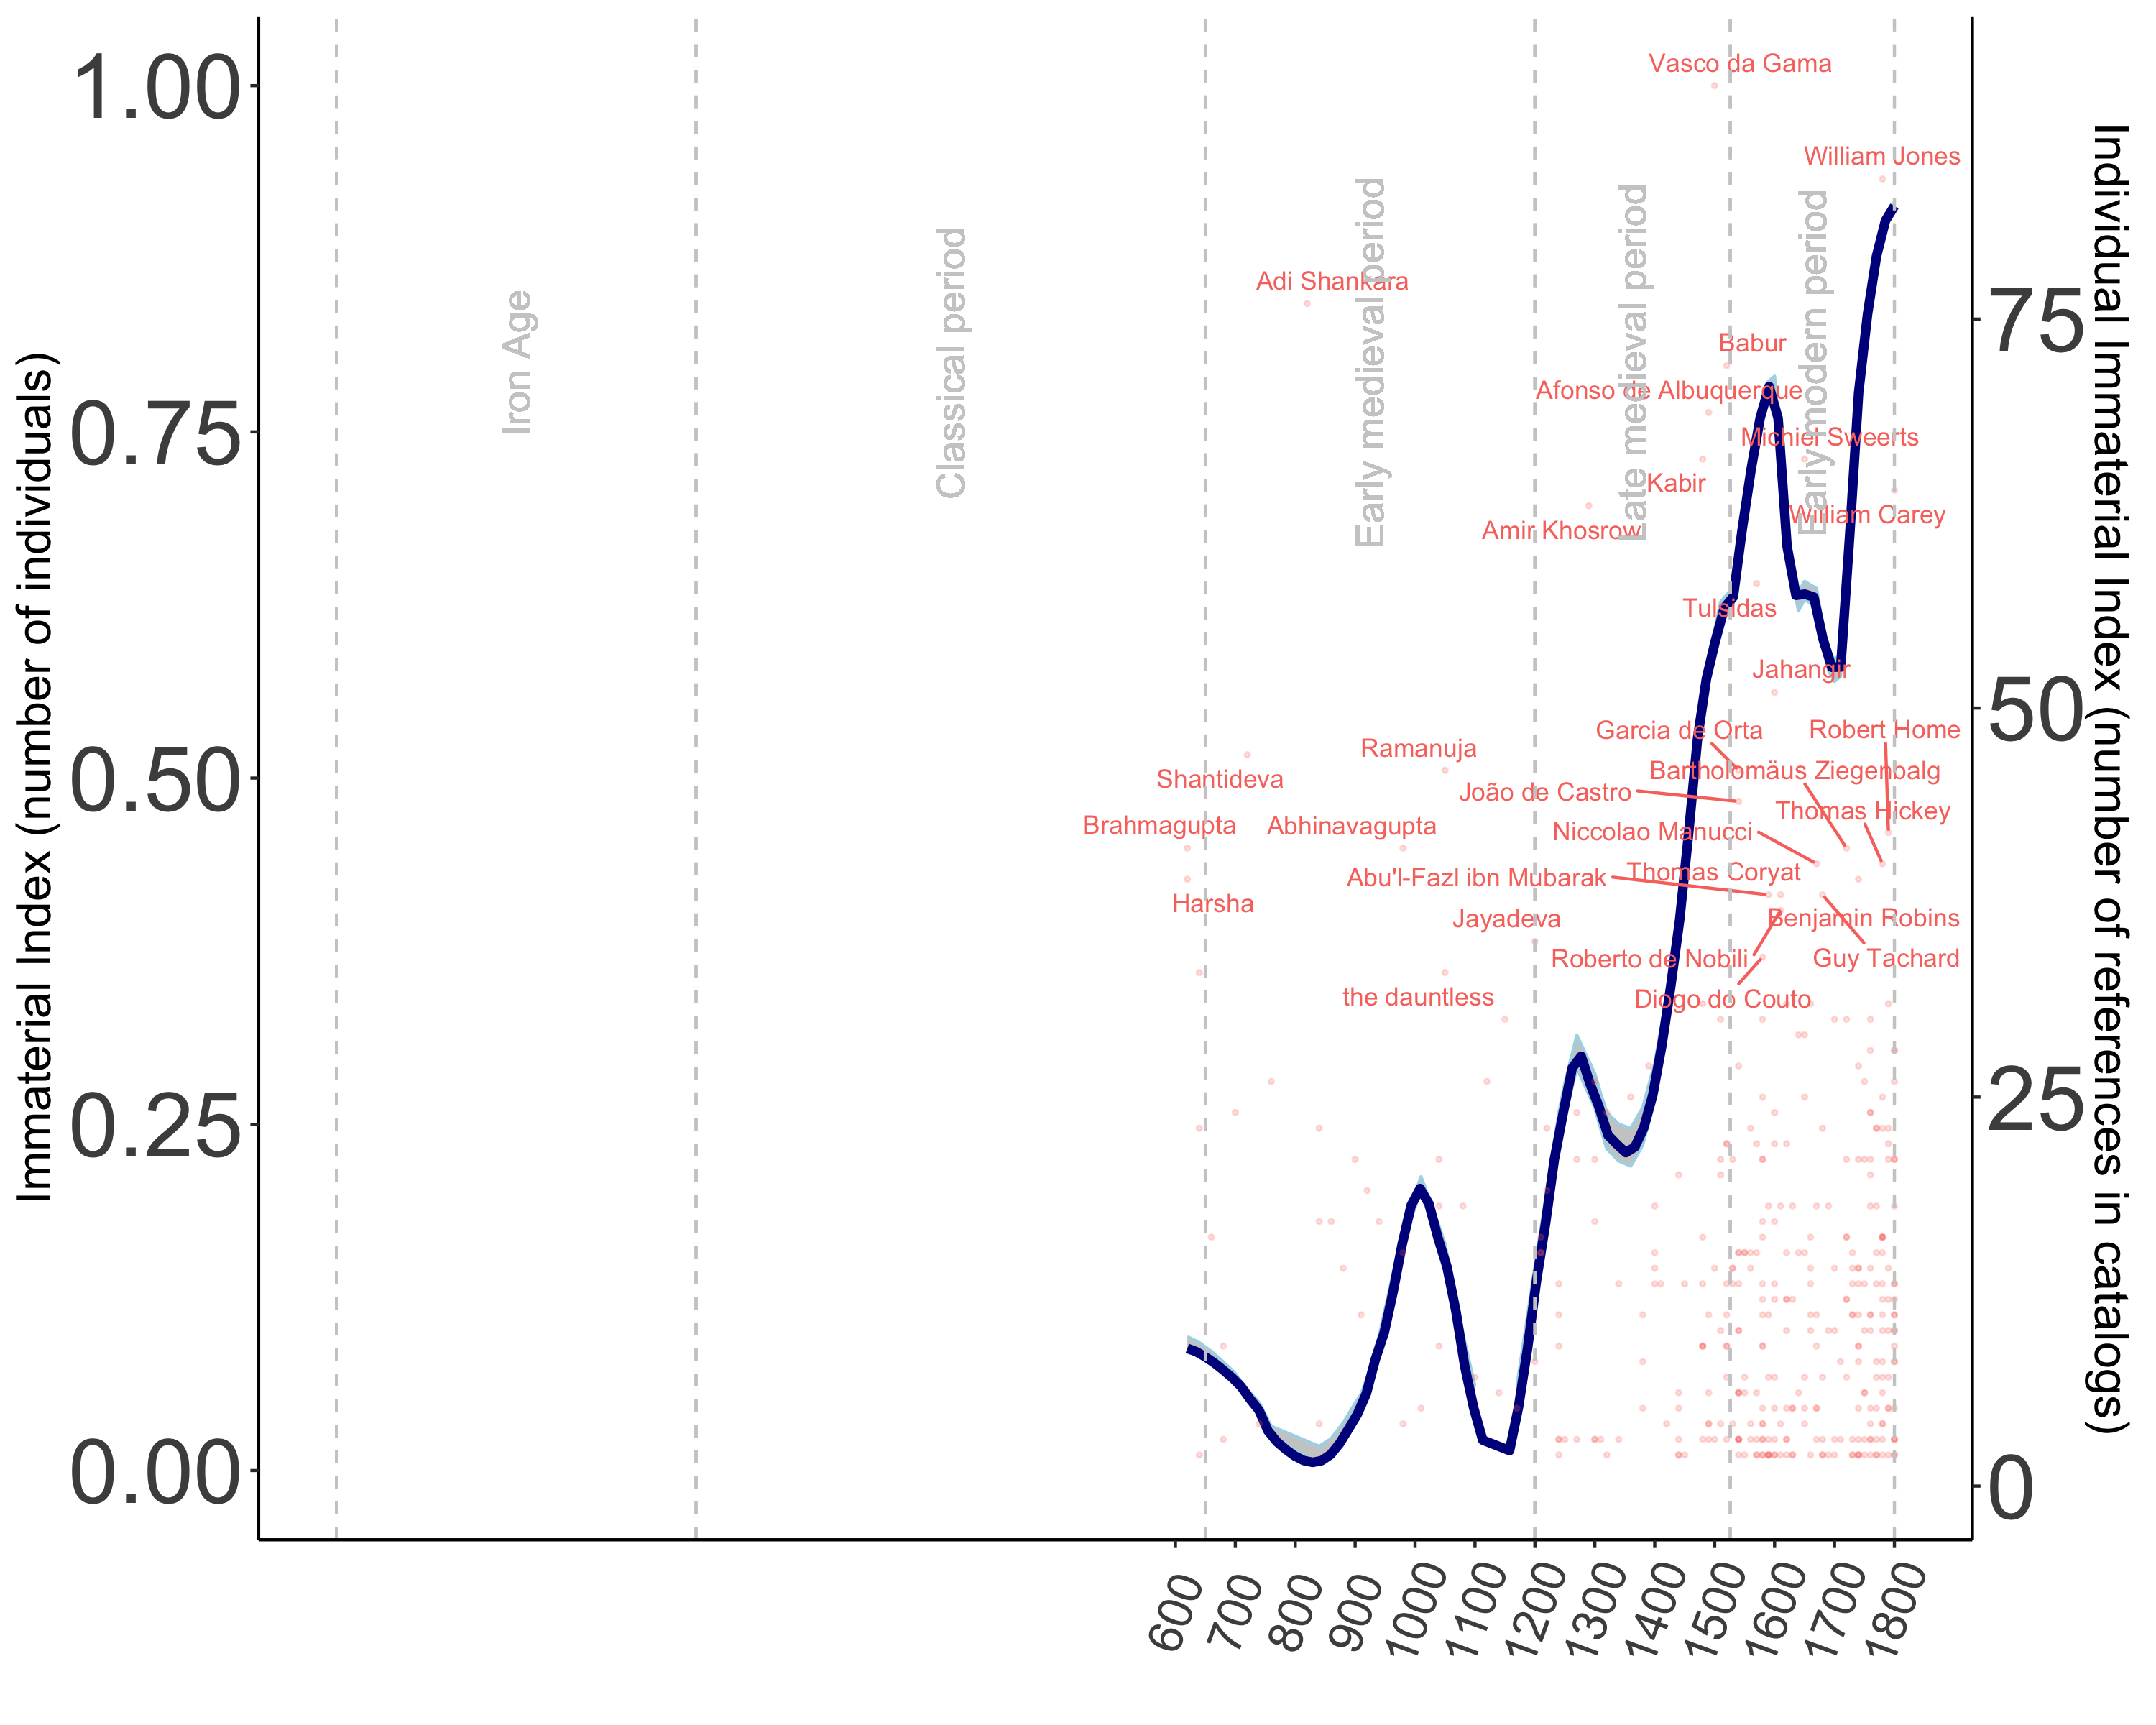 Immaterial Index (number of individuals)
1.00
0.75
0.50
0.25
0.00
Iron Age
Classical period
Early medieval period
Late medieval period
Early modern period
Vasco da Gama
William Jones
Adi Shankara
Babur
Afonso de Albuquerque
Michiel Sweerts
Kabir
William Carey
Amir Khosrow
Tulsidas
Jahangir
Garcia de Orta
Robert Home
Ramanuja
Bartholomäus Ziegenbalg
Shantideva
João de Castro
Thomas Hickey
Brahmagupta
Abhinavagupta
Niccolao Manucci
Thomas Coryat
Abu'l-Fazl ibn Mubarak
Harsha
Jayadeva
Benjamin Robins
Roberto de Nobili
Guy Tachard
the dauntless
Diogo do Couto
75
50
25
0
Individual Immaterial Index (number of references in catalogs)
600
700
800
900
1000
1100
1200
1300
1400
1500
1600
1700
1800